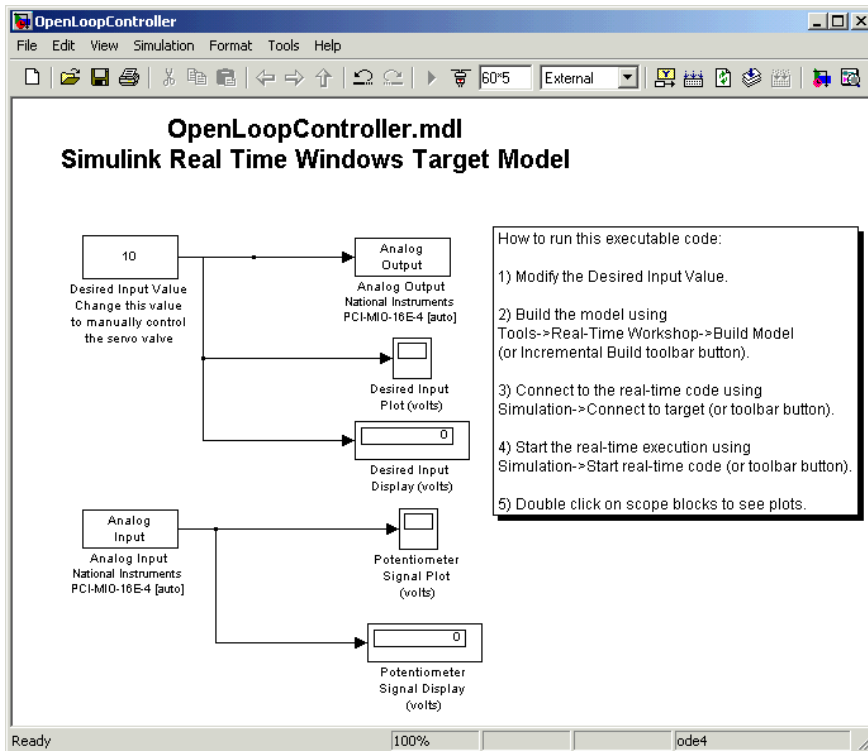 OpenLoopController
File Edit View Simulation Format Tools Help
60*5 External
OpenLoopController.mdl
Simulink Real Time Windows Target Model
10
Desired Input Value
Change this value
to manually control
the servo valve
Analog
Output
Analog Output
National Instruments
PCI-MIO-16E-4 [auto]
Desired Input
Plot (volts)
0
Desired Input
Display (volts)
Analog
Input
Analog Input
National Instruments
PCI-MIO-16E-4 [auto]
Potentiometer
Signal Plot
(volts)
0
Potentiometer
Signal Display
(volts)
How to run this executable code:
1) Modify the Desired Input Value.
2) Build the model using
Tools->Real-Time Workshop->Build Model
(or Incremental Build toolbar button).
3) Connect to the real-time code using
Simulation->Connect to target (or toolbar button).
4) Start the real-time execution using
Simulation->Start real-time code (or toolbar button).
5) Double click on scope blocks to see plots.
Ready 100% ode4